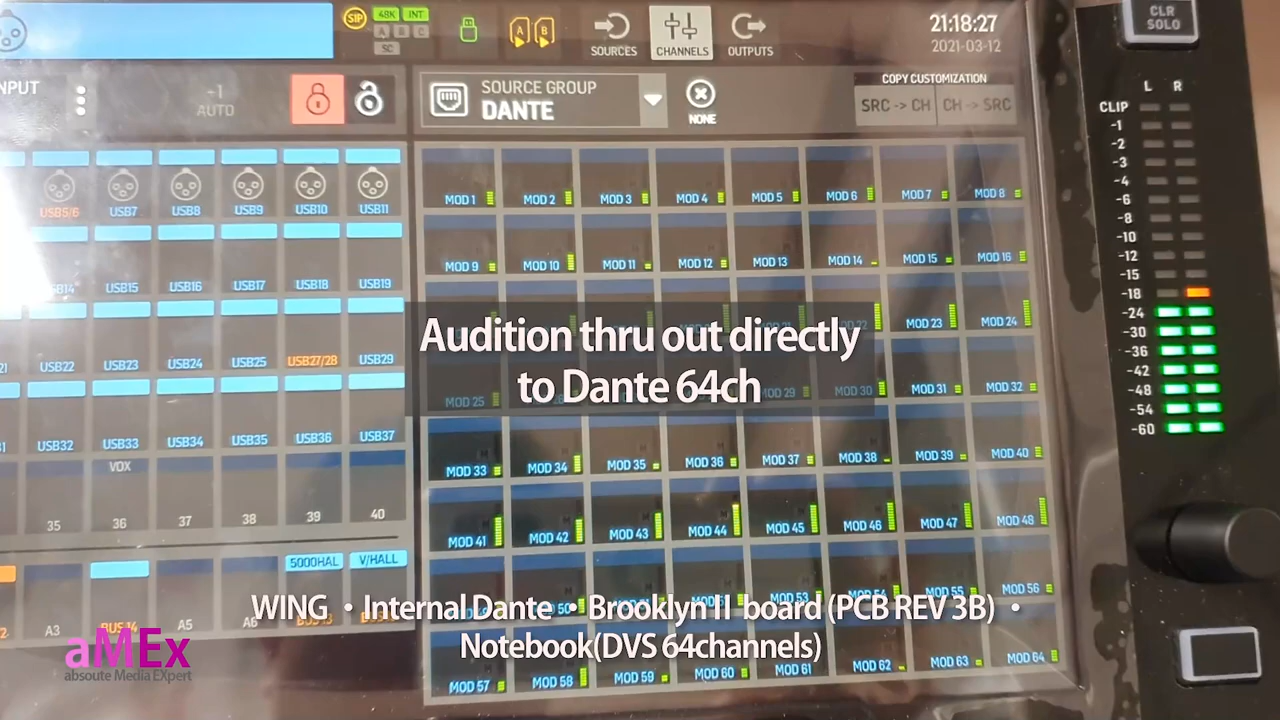 SIP
48K INT
A B C
SC
A B
SOURCES
CHANNELS
OUTPUTS
21:18:27
2021-03-12
CLR
SOLO
NPUT
-1
AUTO
SOURCE GROUP
DANTE
NONE
COPY CUSTOMIZATION
SRC -> CH
CH -> SRC
L R
CLIP
-1
-2
-3
-4
-6
-8
-10
-12
-15
-18
-24
-30
-36
-42
-48
-54
-60
USB5/6 USB7 USB8 USB9 USB10 USB11
USB15 USB16 USB17 USB18 USB19
USB22 USB23 USB24 USB25 USB27/28 USB29
USB32 USB33 USB34 USB35 USB36 USB37
VOX
35 36 37 38 39 40
5000HAL V/HALL
A3 A5
MOD 1 MOD 2 MOD 3 MOD 4 MOD 5 MOD 6 MOD 7 MOD 8
MOD 9 MOD 10 MOD 11 MOD 12 MOD 13 MOD 14 MOD 15 MOD 16
MOD 23 MOD 24
MOD 25 MOD 29 MOD 30 MOD 31 MOD 32
MOD 33 MOD 34 MOD 35 MOD 36 MOD 37 MOD 38 MOD 39 MOD 40
MOD 41 MOD 42 MOD 43 MOD 44 MOD 45 MOD 46 MOD 47 MOD 48
MOD 56
MOD 57 MOD 58 MOD 59 MOD 60 MOD 61 MOD 62 MOD 63 MOD 64
Audition thru out directly
to Dante 64ch
WING • Internal Dante • Brooklyn II board (PCB REV 3B) •
Notebook(DVS 64channels)
aMEx
absoute Media EXpert